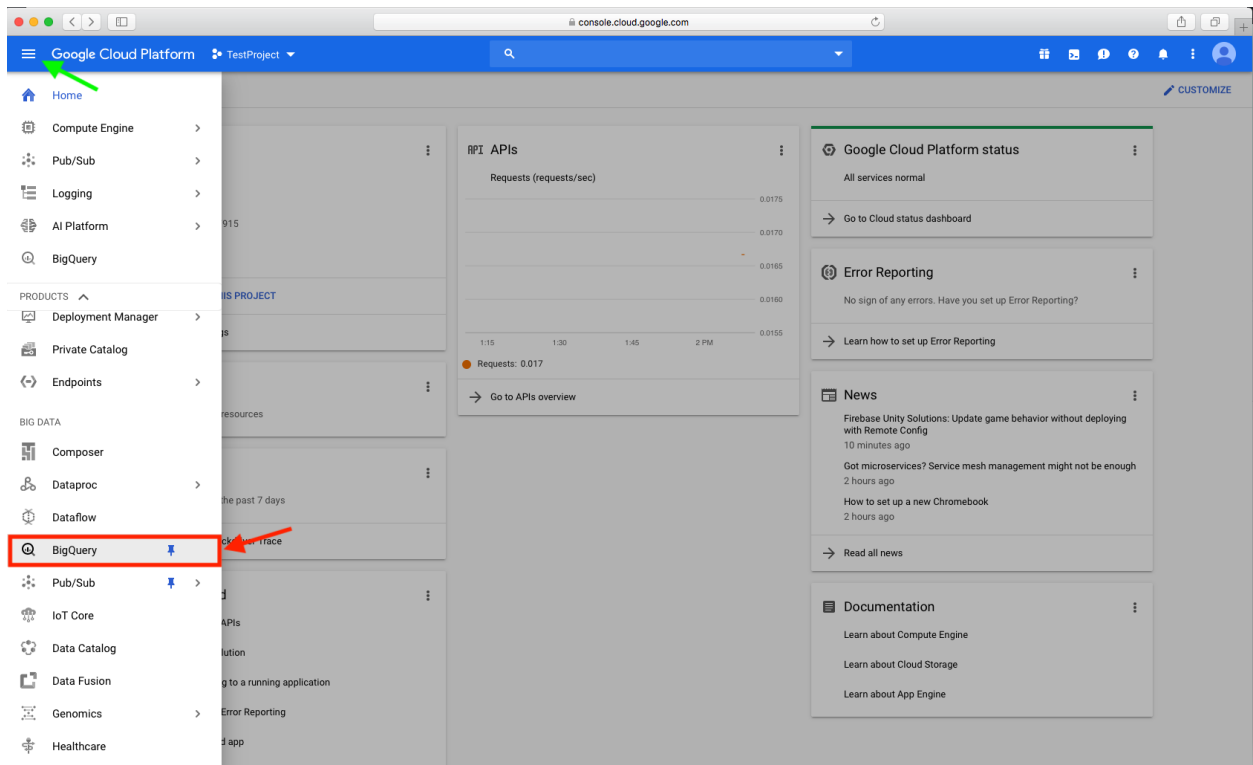 console.cloud.google.com
Google Cloud Platform
TestProject
Home
Compute Engine
Pub/Sub
Logging
AI Platform
BigQuery
PRODUCTS
Deployment Manager
Private Catalog
Endpoints
BIG DATA
Composer
Dataproc
Dataflow
BigQuery
Pub/Sub
IoT Core
Data Catalog
Data Fusion
Genomics
Healthcare
CUSTOMIZE
915
IS PROJECT
gs
resources
the past 7 days
Trace
d
APIs
lution
g to a running application
Error Reporting
d app
API APIs
Requests (requests/sec)
0.0175
0.0170
0.0165
0.0160
0.0155
1:15 1:30 1:45 2 PM
Requests: 0.017
Go to APIs overview
Google Cloud Platform status
All services normal
Go to Cloud status dashboard
Error Reporting
No sign of any errors. Have you set up Error Reporting?
Learn how to set up Error Reporting
News
Firebase Unity Solutions: Update game behavior without deploying
with Remote Config
10 minutes ago
Got microservices? Service mesh management might not be enough
2 hours ago
How to set up a new Chromebook
2 hours ago
Read all news
Documentation
Learn about Compute Engine
Learn about Cloud Storage
Learn about App Engine